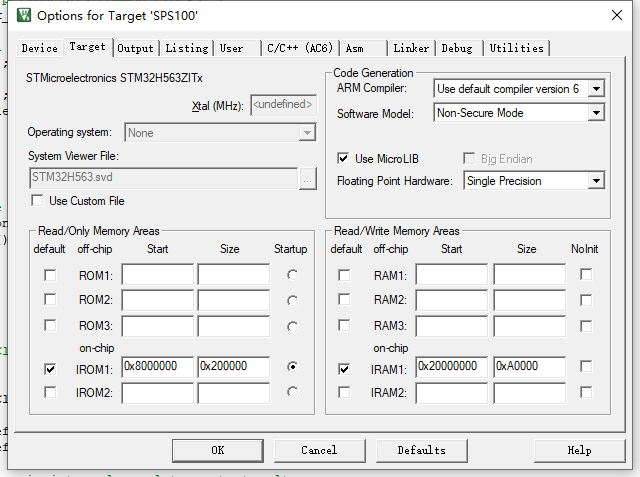 Options for Target 'SPS100'
Device Target Output Listing User C/C++ (AC6) Asm Linker Debug Utilities
STMicroelectronics STM32H563ZITx
Xtal (MHz): <undefined>
Operating system: None
System Viewer File:
STM32H563.svd
...
Use Custom File
Code Generation
ARM Compiler: Use default compiler version 6
Software Model: Non-Secure Mode
Use MicroLIB Big Endian
Floating Point Hardware: Single Precision
Read/Only Memory Areas
default off-chip Start Size Startup
ROM1:
ROM2:
ROM3:
on-chip
IROM1: 0x8000000 0x200000
IROM2:
Read/Write Memory Areas
default off-chip Start Size NoInit
RAM1:
RAM2:
RAM3:
on-chip
IRAM1: 0x20000000 0xA0000
IRAM2:
OK Cancel Defaults Help